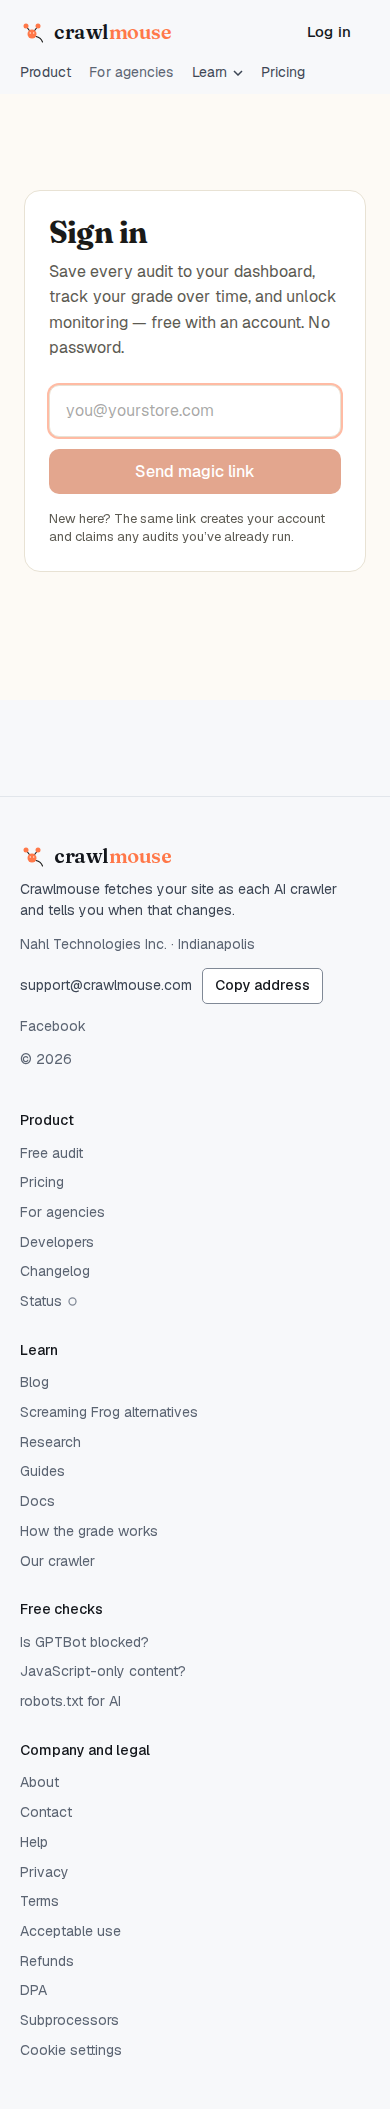 crawlmouse
Log in
Product
For agencies
Learn
Pricing
Sign in
Save every audit to your dashboard,
track your grade over time, and unlock
monitoring — free with an account. No
password.
you@yourstore.com
Send magic link
New here? The same link creates your account
and claims any audits you've already run.
crawlmouse
Crawlmouse fetches your site as each AI crawler
and tells you when that changes.
Nahl Technologies Inc. · Indianapolis
support@crawlmouse.com
Copy address
Facebook
© 2026
Product
Free audit
Pricing
For agencies
Developers
Changelog
Status
Learn
Blog
Screaming Frog alternatives
Research
Guides
Docs
How the grade works
Our crawler
Free checks
Is GPTBot blocked?
JavaScript-only content?
robots.txt for AI
Company and legal
About
Contact
Help
Privacy
Terms
Acceptable use
Refunds
DPA
Subprocessors
Cookie settings